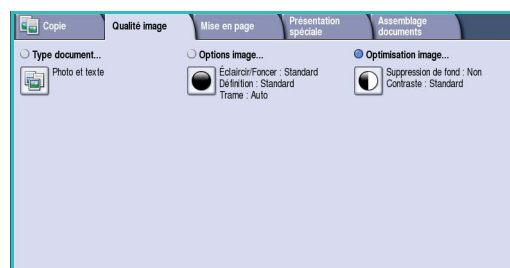 Copie
Qualité image
Mise en page
Présentation
spéciale
Assemblage
documents
Type document...
Photo et texte
Options image...
Éclaircir/Foncer : Standard
Définition : Standard
Trame : Auto
Optimisation image...
Suppression de fond : Non
Contraste : Standard